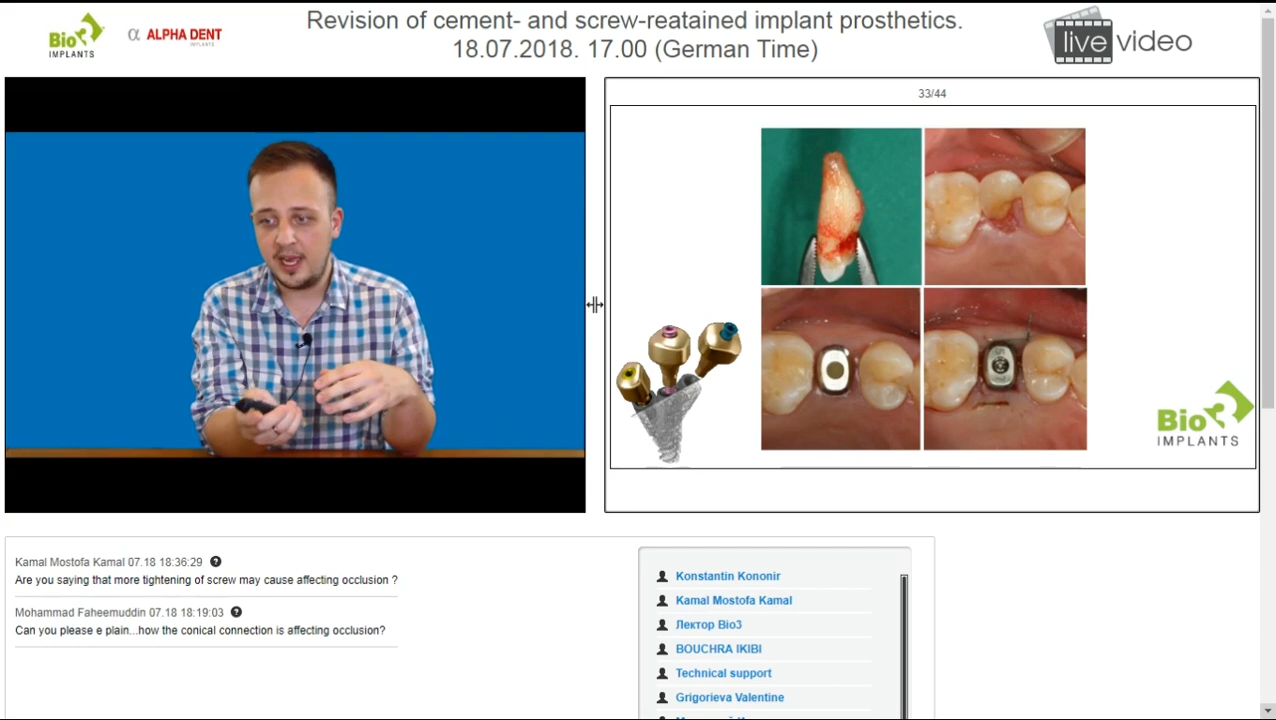 Bio3
IMPLANTS
α ALPHA DENT
IMPLANTS
Revision of cement- and screw-reatained implant prosthetics.
18.07.2018. 17.00 (German Time)
live video
33/44
Bio3
IMPLANTS
Kamal Mostofa Kamal 07.18 18:36:29 ?
Are you saying that more tightening of screw may cause affecting occlusion ?
Mohammad Faheemuddin 07.18 18:19:03 ?
Can you please e plain...how the conical connection is affecting occlusion?
Konstantin Kononir
Kamal Mostofa Kamal
Лектор Bio3
BOUCHRA IKIBI
Technical support
Grigorieva Valentine